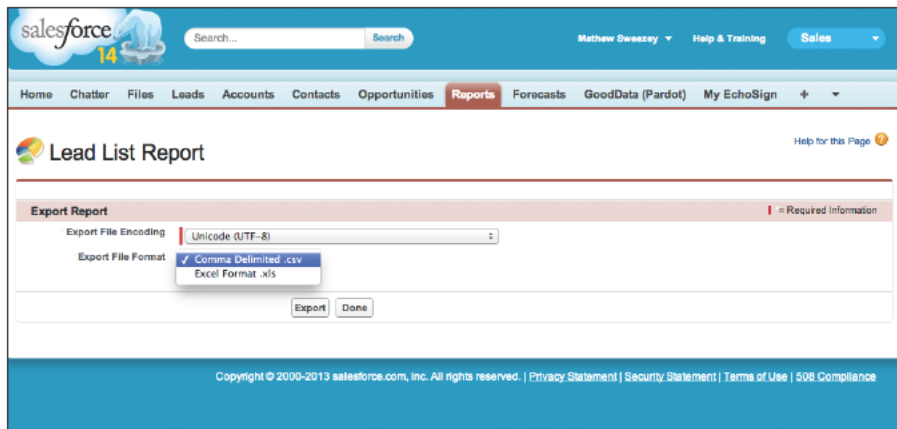 salesforce
14
Search...
Search
Mathew Sweezey
Help & Training
Sales
Home Chatter Files Leads Accounts Contacts Opportunities Reports Forecasts GoodData (Pardot) My EchoSign +
Lead List Report
Help for this Page
Export Report
= Required Information
Export File Encoding
Unicode (UTF-8)
Export File Format
✓ Comma Delimited .csv
Excel Format .xls
Export
Done
Copyright © 2000-2013 salesforce.com, inc. All rights reserved. | Privacy Statement | Security Statement | Terms of Use | 508 Compliance